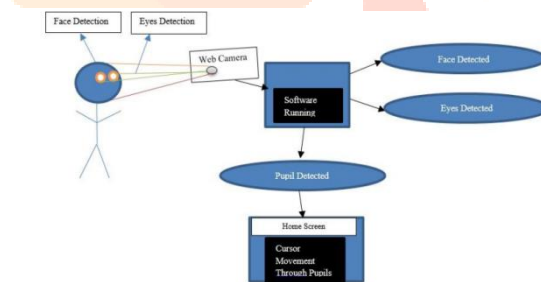 Face Detection
Eyes Detection
Web Camera
Face Detected
Software
Running
Eyes Detected
Pupil Detected
Home Screen
Cursor
Movement
Through Pupils